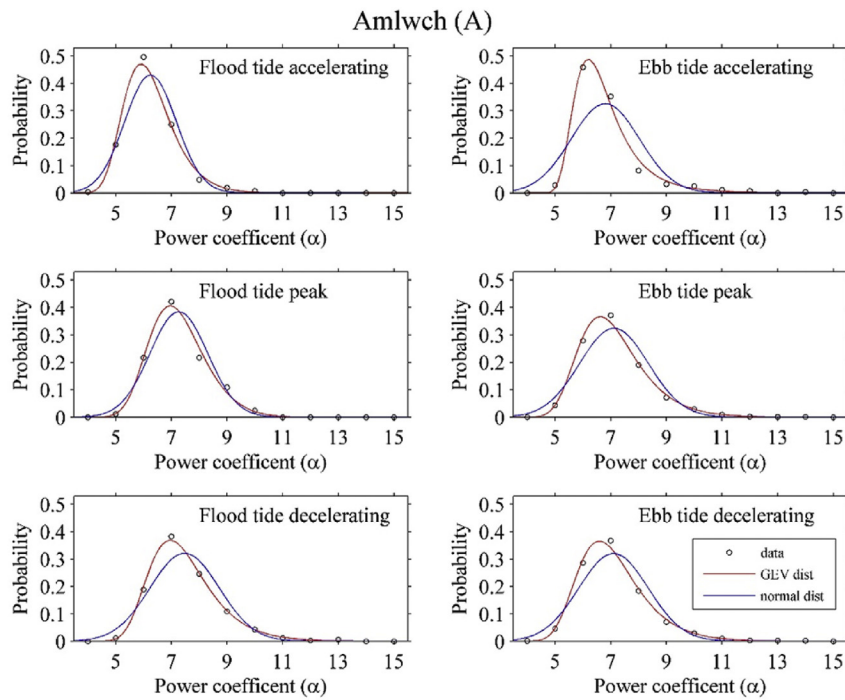 Amlwch (A)
Flood tide accelerating
0.5
0.4
0.3
0.2
0.1
0
Probability
5 7 9 11 13 15
Power coefficent (α)
Ebb tide accelerating
0.5
0.4
0.3
0.2
0.1
0
Probability
5 7 9 11 13 15
Power coefficent (α)
Flood tide peak
0.5
0.4
0.3
0.2
0.1
0
Probability
5 7 9 11 13 15
Power coefficent (α)
Ebb tide peak
0.5
0.4
0.3
0.2
0.1
0
Probability
5 7 9 11 13 15
Power coefficent (α)
Flood tide decelerating
0.5
0.4
0.3
0.2
0.1
0
Probability
5 7 9 11 13 15
Power coefficent (α)
Ebb tide decelerating
0.5
0.4
0.3
0.2
0.1
0
Probability
data
GEV dist
normal dist
5 7 9 11 13 15
Power coefficent (α)